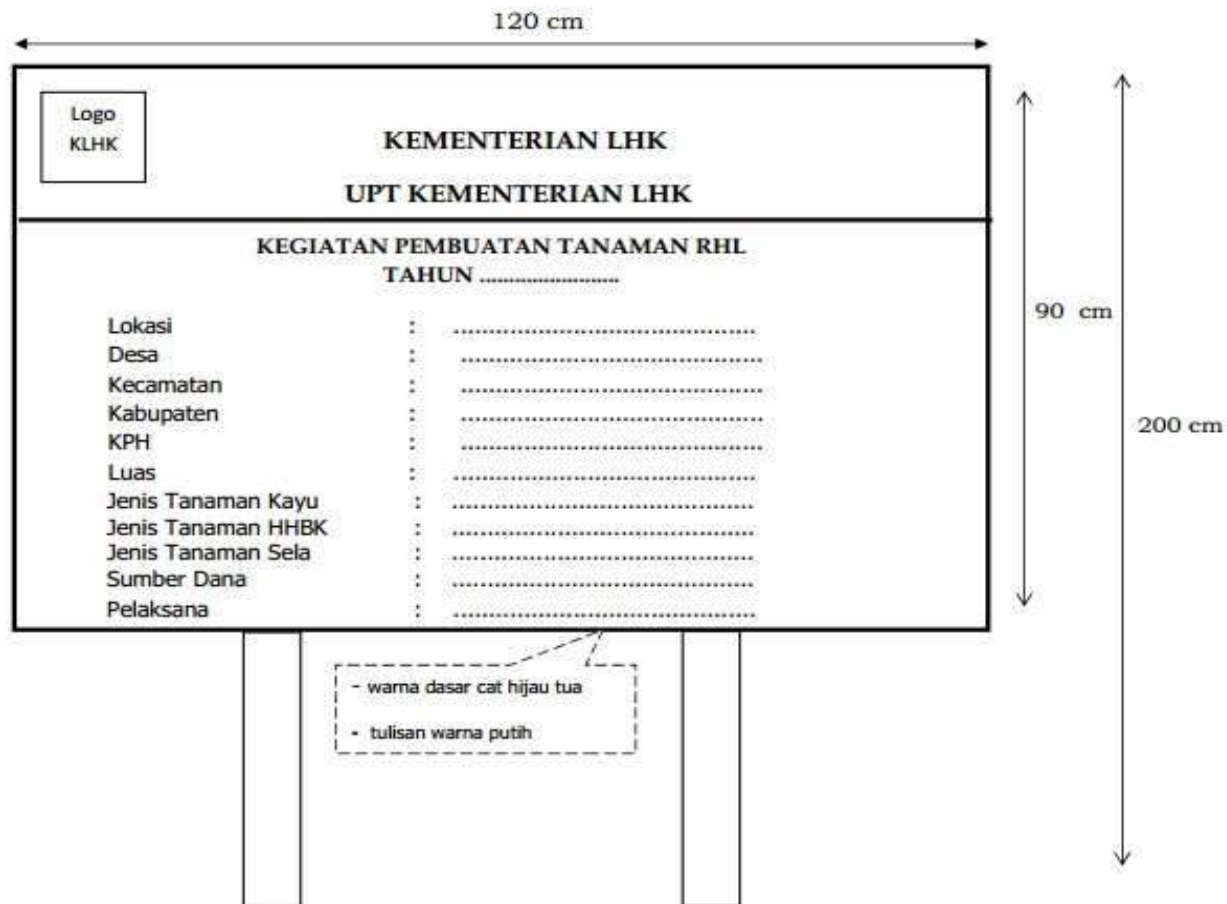 120 cm
Logo
KLHK
KEMENTERIAN LHK
UPT KEMENTERIAN LHK
KEGIATAN PEMBUATAN TANAMAN RHL
TAHUN ..........................
Lokasi : ..........................................
Desa : ..........................................
Kecamatan : ..........................................
Kabupaten : ..........................................
KPH : ..........................................
Luas : ..........................................
Jenis Tanaman Kayu : ..........................................
Jenis Tanaman HHBK : ..........................................
Jenis Tanaman Sela : ..........................................
Sumber Dana : ..........................................
Pelaksana : ..........................................
90 cm
200 cm
- warna dasar cat hijau tua
- tulisan warna putih